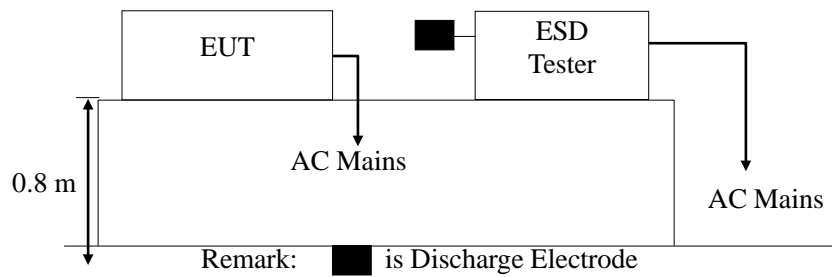 EUT
ESD
Tester
AC Mains
0.8 m
AC Mains
Remark: is Discharge Electrode